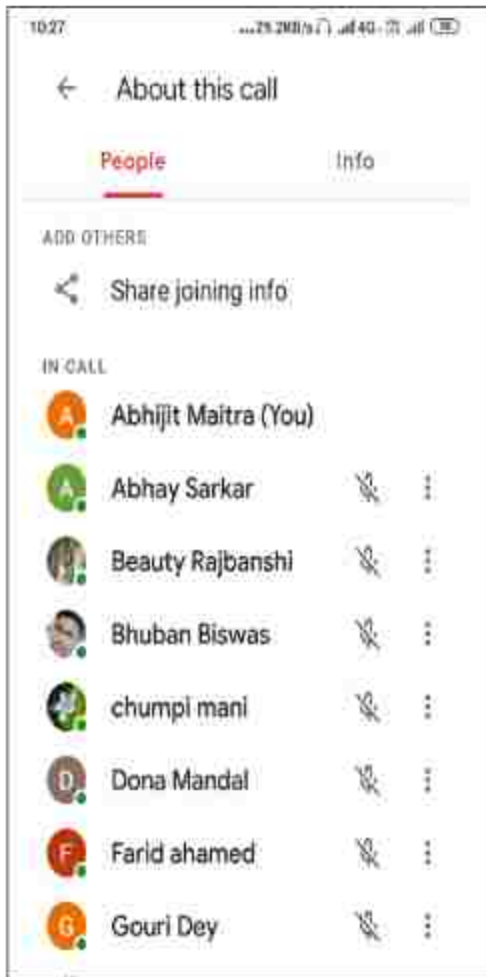 10:27
About this call
People Info
ADD OTHERS
Share joining info
IN CALL
A Abhijit Maitra (You)
A Abhay Sarkar
Beauty Rajbanshi
Bhuban Biswas
chumpi mani
D Dona Mandal
F Farid ahamed
G Gouri Dey